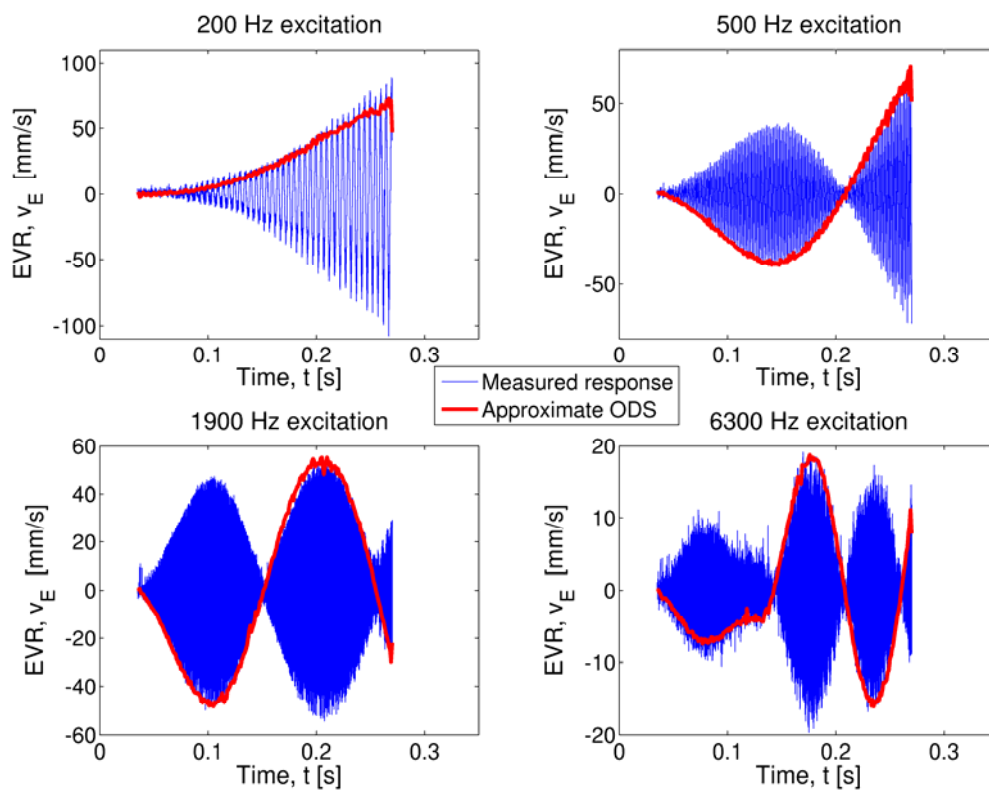 200 Hz excitation
100
50
0
-50
-100
EVR, v_E [mm/s]
0
0.1
0.2
0.3
Time, t [s]
500 Hz excitation
50
0
-50
EVR, v_E [mm/s]
0
0.1
0.2
0.3
Time, t [s]
Measured response
Approximate ODS
1900 Hz excitation
60
40
20
0
-20
-40
-60
EVR, v_E [mm/s]
0
0.1
0.2
0.3
Time, t [s]
6300 Hz excitation
20
10
0
-10
-20
EVR, v_E [mm/s]
0
0.1
0.2
0.3
Time, t [s]